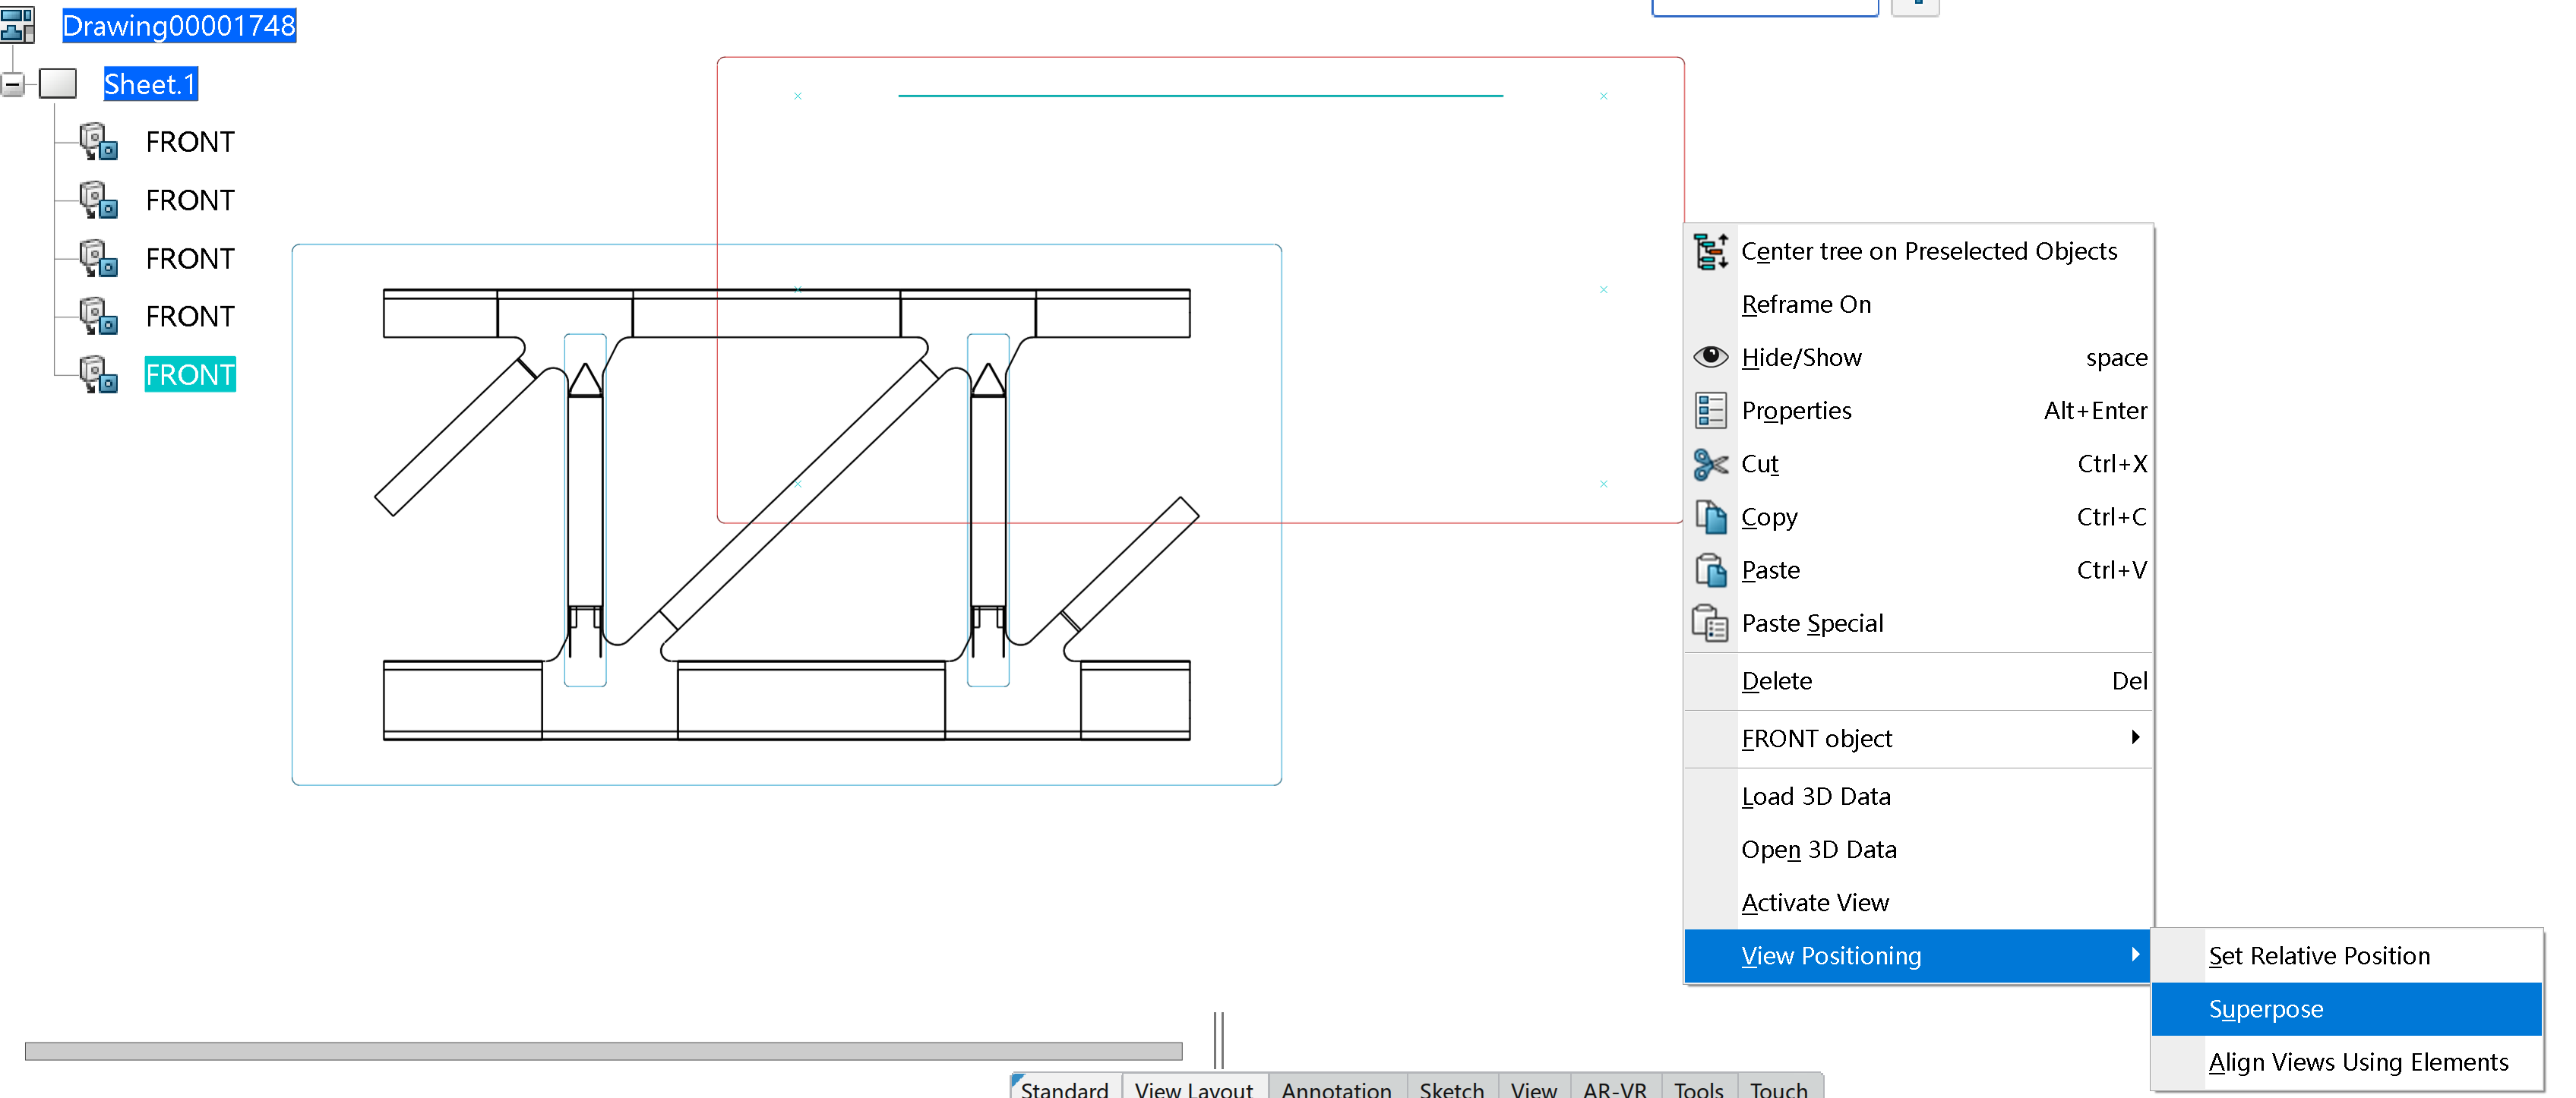 Drawing00001748
Sheet.1
FRONT
FRONT
FRONT
FRONT
FRONT
Center tree on Preselected Objects
Reframe On
Hide/Show space
Properties Alt+Enter
Cut Ctrl+X
Copy Ctrl+C
Paste Ctrl+V
Paste Special
Delete Del
FRONT object
Load 3D Data
Open 3D Data
Activate View
View Positioning
Set Relative Position
Superpose
Align Views Using Elements
Standard View Layout Annotation Sketch View AR-VR Tools Touch